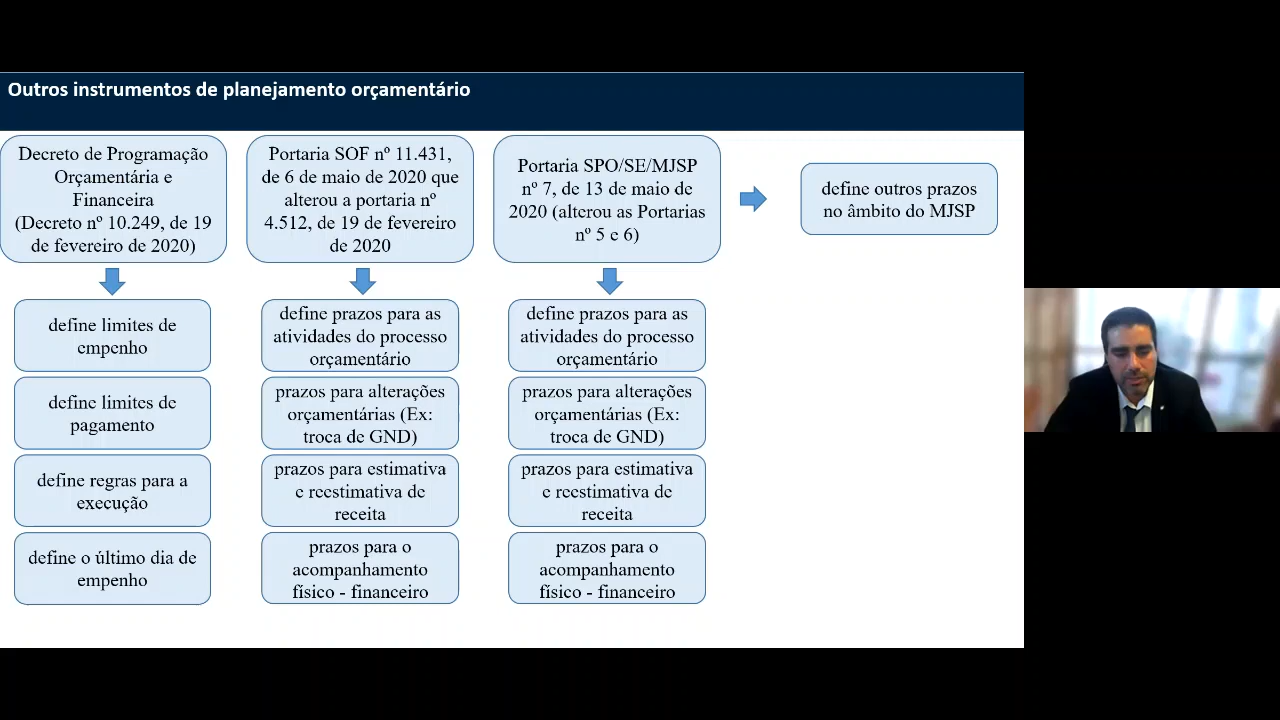 Outros instrumentos de planejamento orçamentário
Decreto de Programação
Orçamentária e
Financeira
(Decreto nº 10.249, de 19
de fevereiro de 2020)
define limites de
empenho
define limites de
pagamento
define regras para a
execução
define o último dia de
empenho
Portaria SOF nº 11.431,
de 6 de maio de 2020 que
alterou a portaria nº
4.512, de 19 de fevereiro
de 2020
define prazos para as
atividades do processo
orçamentário
prazos para alterações
orçamentárias (Ex:
troca de GND)
prazos para estimativa
e reestimativa de
receita
prazos para o
acompanhamento
físico - financeiro
Portaria SPO/SE/MJSP
nº 7, de 13 de maio de
2020 (alterou as Portarias
nº 5 e 6)
define prazos para as
atividades do processo
orçamentário
prazos para alterações
orçamentárias (Ex:
troca de GND)
prazos para estimativa
e reestimativa de
receita
prazos para o
acompanhamento
físico - financeiro
define outros prazos
no âmbito do MJSP